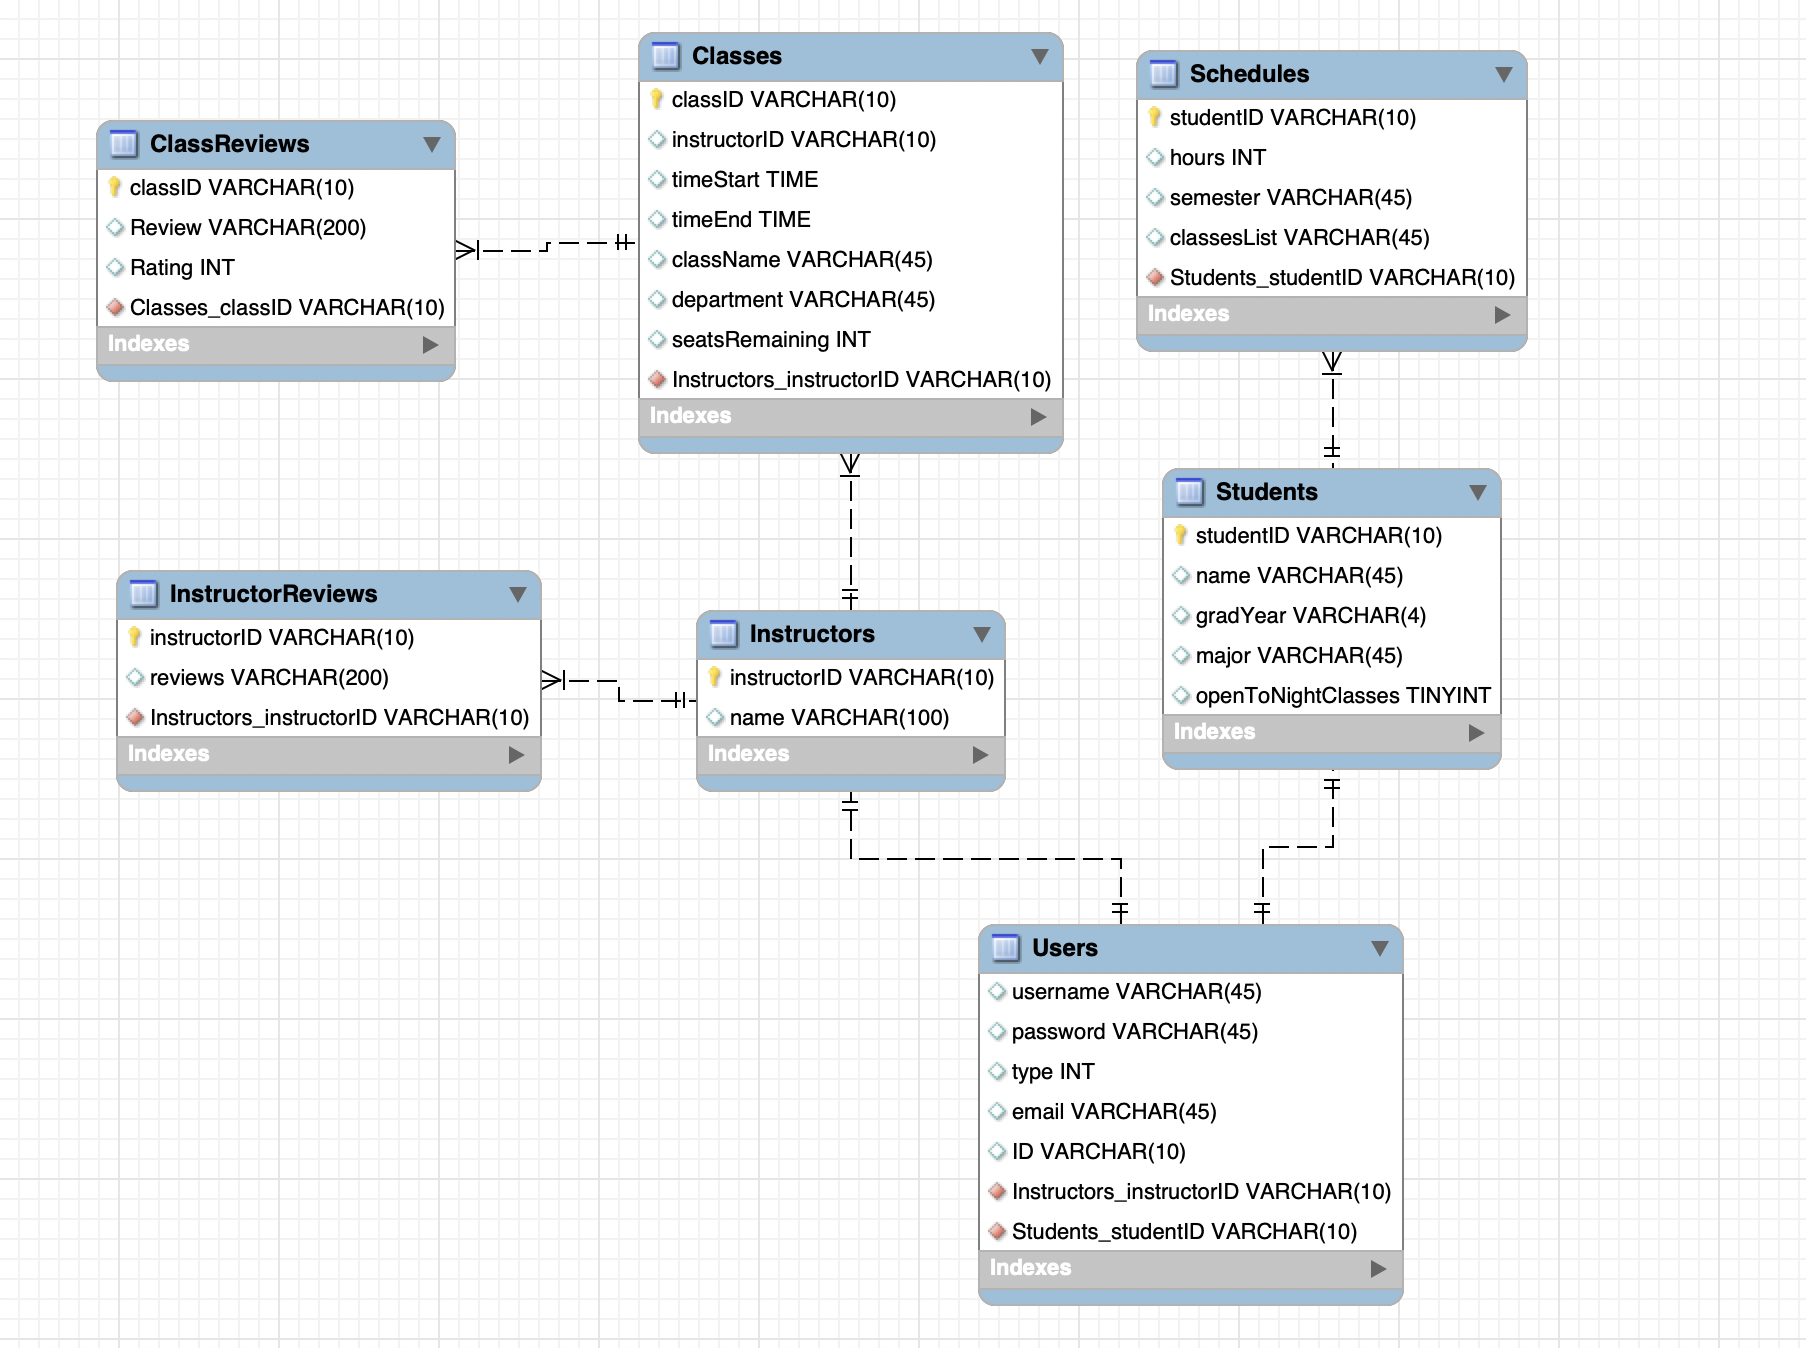 ClassReviews
classID VARCHAR(10)
Review VARCHAR(200)
Rating INT
Classes_classID VARCHAR(10)
Indexes
Classes
classID VARCHAR(10)
instructorID VARCHAR(10)
timeStart TIME
timeEnd TIME
className VARCHAR(45)
department VARCHAR(45)
seatsRemaining INT
Instructors_instructorID VARCHAR(10)
Indexes
Schedules
studentID VARCHAR(10)
hours INT
semester VARCHAR(45)
classesList VARCHAR(45)
Students_studentID VARCHAR(10)
Indexes
InstructorReviews
instructorID VARCHAR(10)
reviews VARCHAR(200)
Instructors_instructorID VARCHAR(10)
Indexes
Instructors
instructorID VARCHAR(10)
name VARCHAR(100)
Indexes
Students
studentID VARCHAR(10)
name VARCHAR(45)
gradYear VARCHAR(4)
major VARCHAR(45)
openToNightClasses TINYINT
Indexes
Users
username VARCHAR(45)
password VARCHAR(45)
type INT
email VARCHAR(45)
ID VARCHAR(10)
Instructors_instructorID VARCHAR(10)
Students_studentID VARCHAR(10)
Indexes